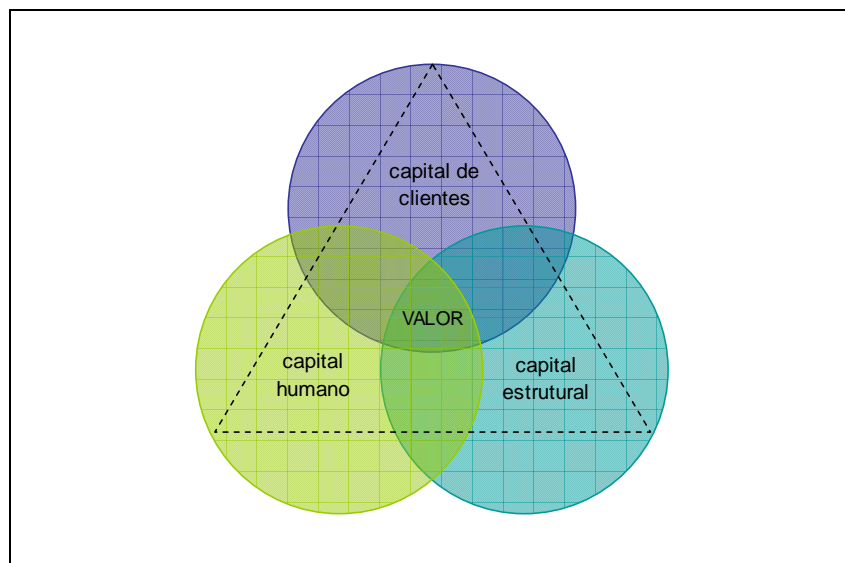 capital de
clientes
VALOR
capital
humano
capital
estrutural